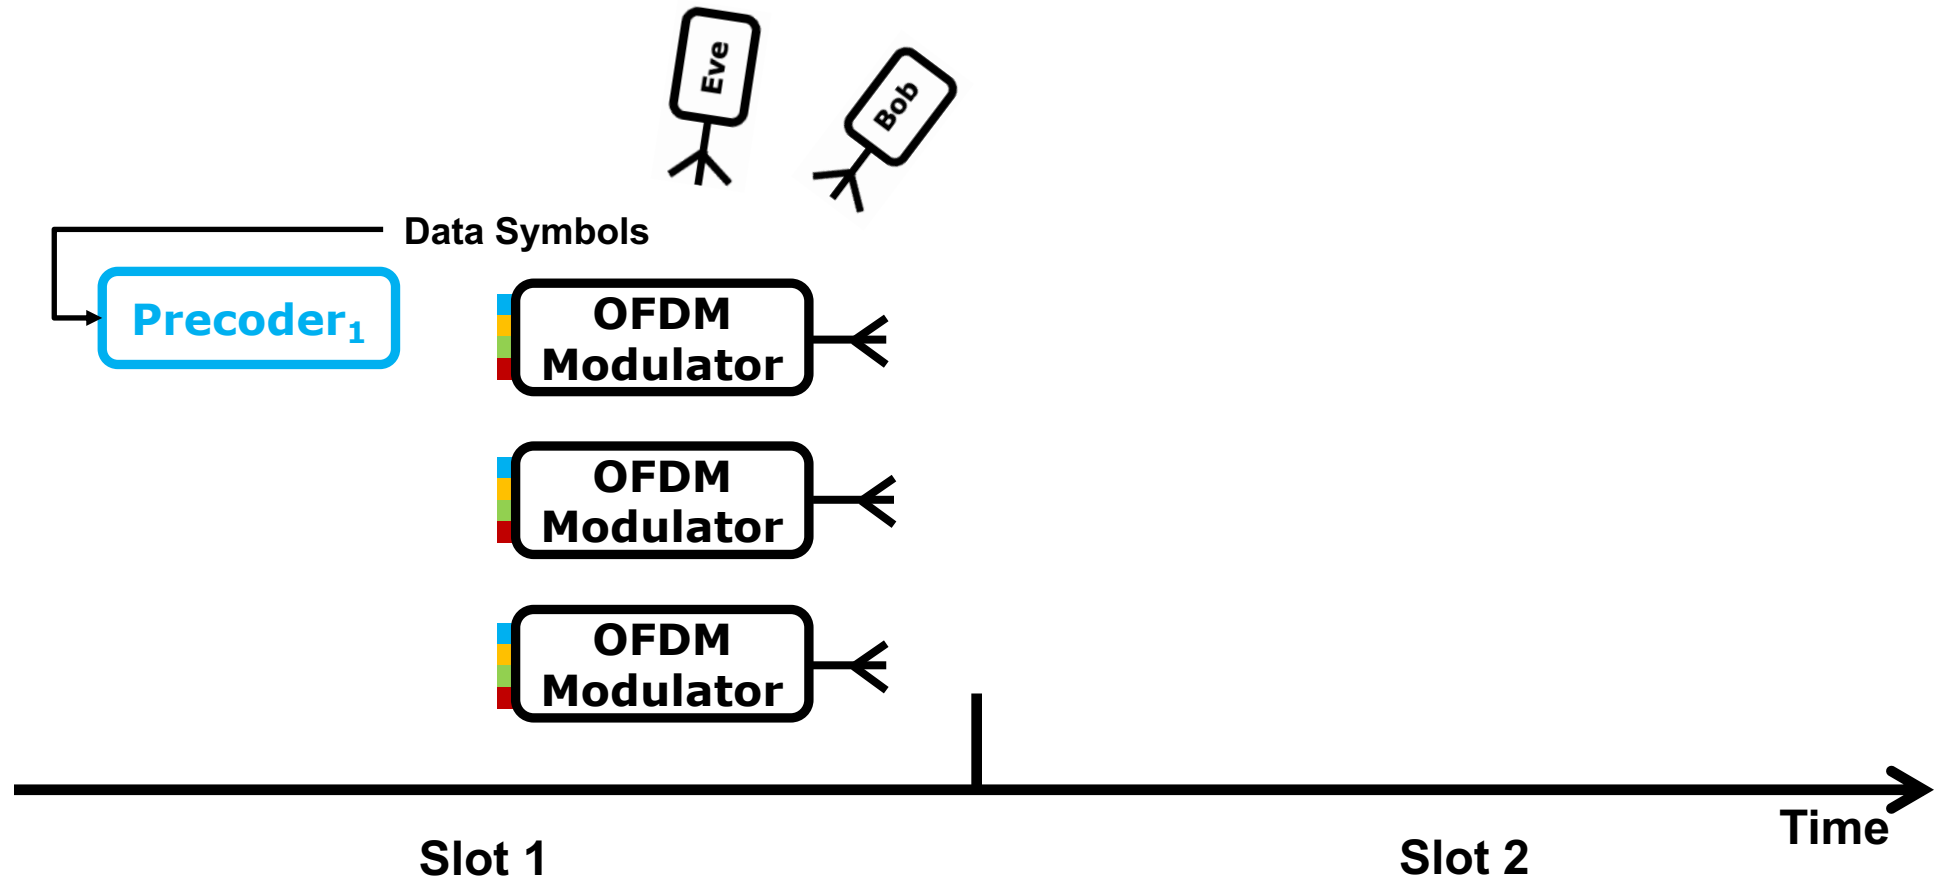 Eve
Bob
Data Symbols
Precoder₁
OFDM
Modulator
OFDM
Modulator
OFDM
Modulator
Time
Slot 1
Slot 2